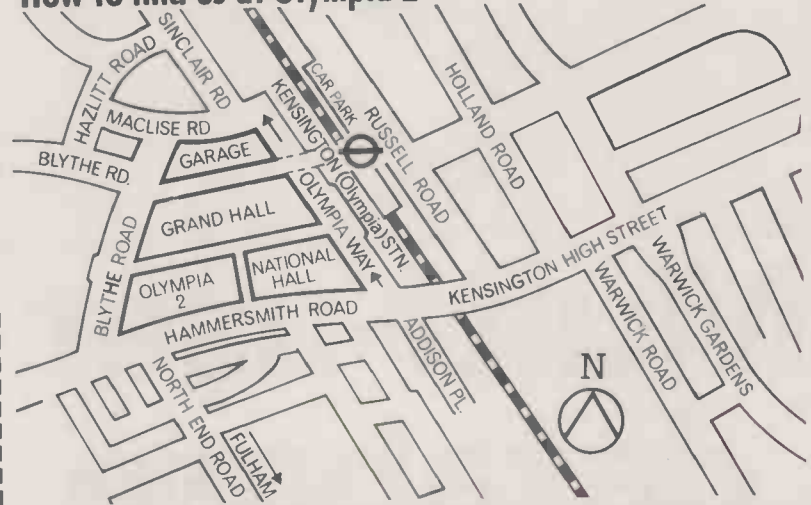 How to find us at Olympia 2
SINCLAIR RD
HAZLITT ROAD
CAR PARK
HOLLAND ROAD
RUSSELL ROAD
MACLISE RD
KENSINGTON (Olympia) STN.
BLYTHE RD.
GARAGE
OLYMPIA WAY
GRAND HALL
NATIONAL
HALL
OLYMPIA
2
BLYTHE ROAD
KENSINGTON HIGH STREET
WARWICK GARDENS
WARWICK ROAD
HAMMERSMITH ROAD
ADDISON PL.
N
NORTH END ROAD
FULHAM